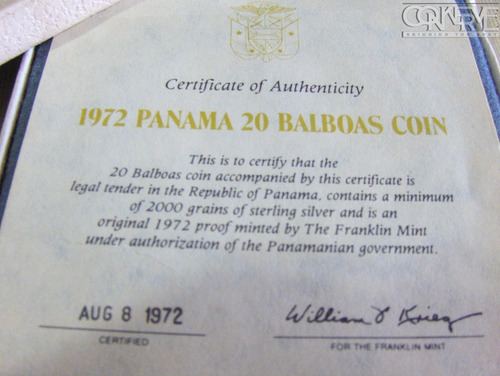 Certificate of Authenticity
1972 PANAMA 20 BALBOAS COIN
This is to certify that the
20 Balboas coin accompanied by this certificate is
legal tender in the Republic of Panama, contains a minimum
of 2000 grains of sterling silver and is an
original 1972 proof minted by The Franklin Mint
under authorization of the Panamanian government.
AUG 8 1972
CERTIFIED
FOR THE FRANKLIN MINT